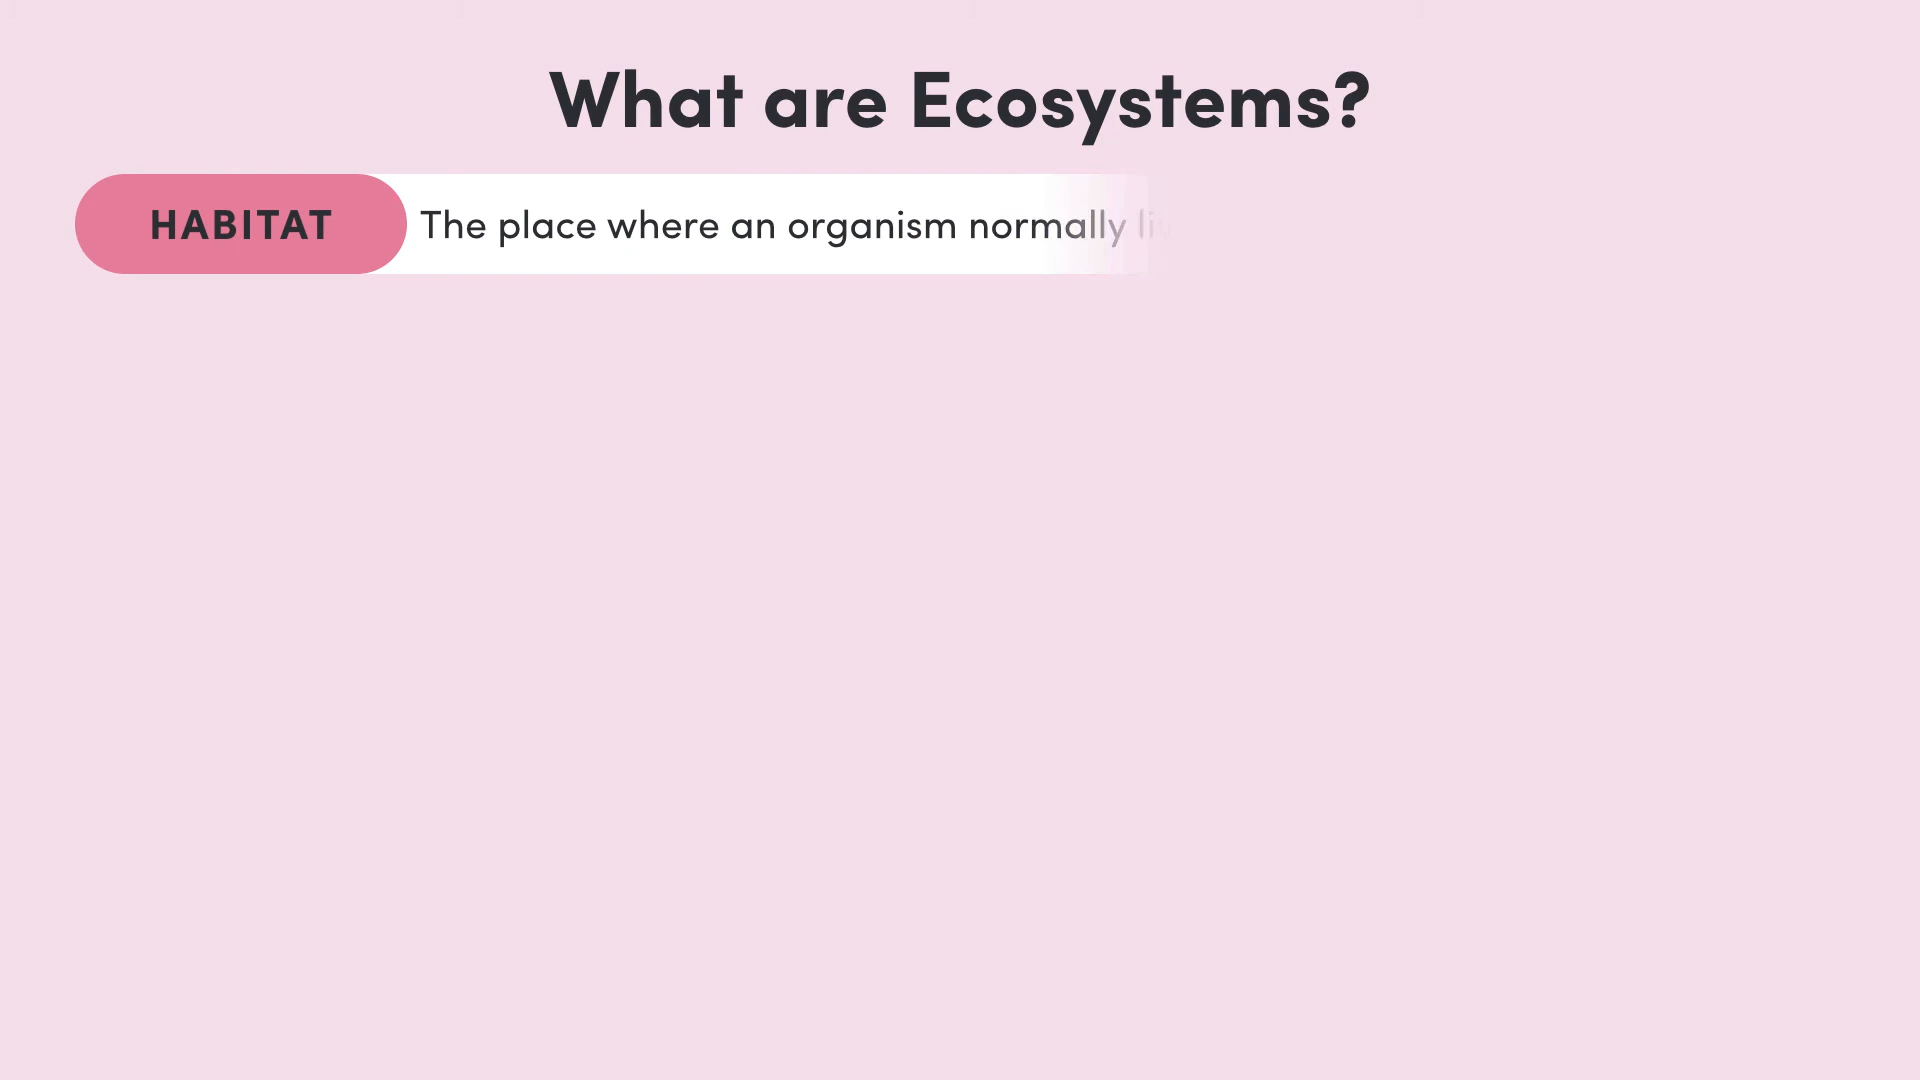 What are Ecosystems?
HABITAT The place where an organism normally